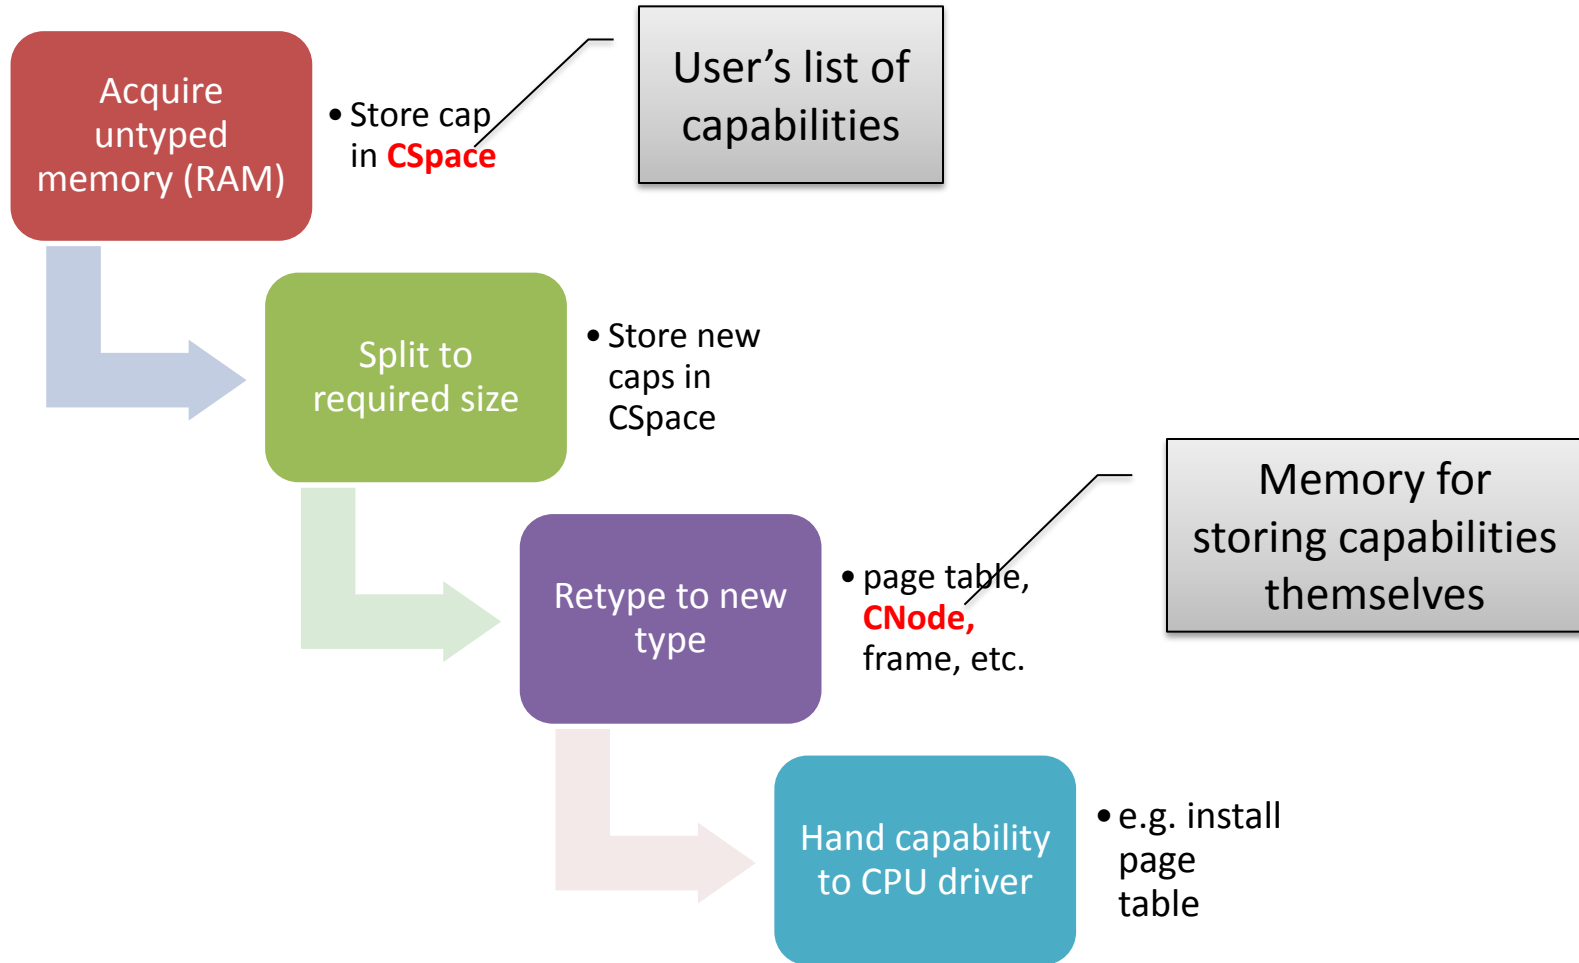 Acquire
untyped
memory (RAM)
• Store cap
in CSpace
User’s list of
capabilities
Split to
required size
• Store new
caps in
CSpace
Retype to new
type
• page table,
CNode,
frame, etc.
Memory for
storing capabilities
themselves
Hand capability
to CPU driver
• e.g. install
page
table